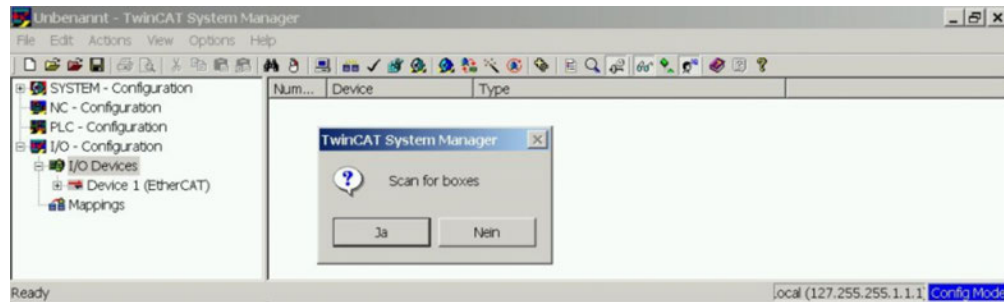 Unbenannt - TwinCAT System Manager
File Edit Actions View Options Help
Num... Device Type
SYSTEM - Configuration
NC - Configuration
PLC - Configuration
I/O - Configuration
I/O Devices
Device 1 (EtherCAT)
Mappings
TwinCAT System Manager
Scan for boxes
Ja Nein
Ready
ocal (127.255.255.1.1.1) Config Mode